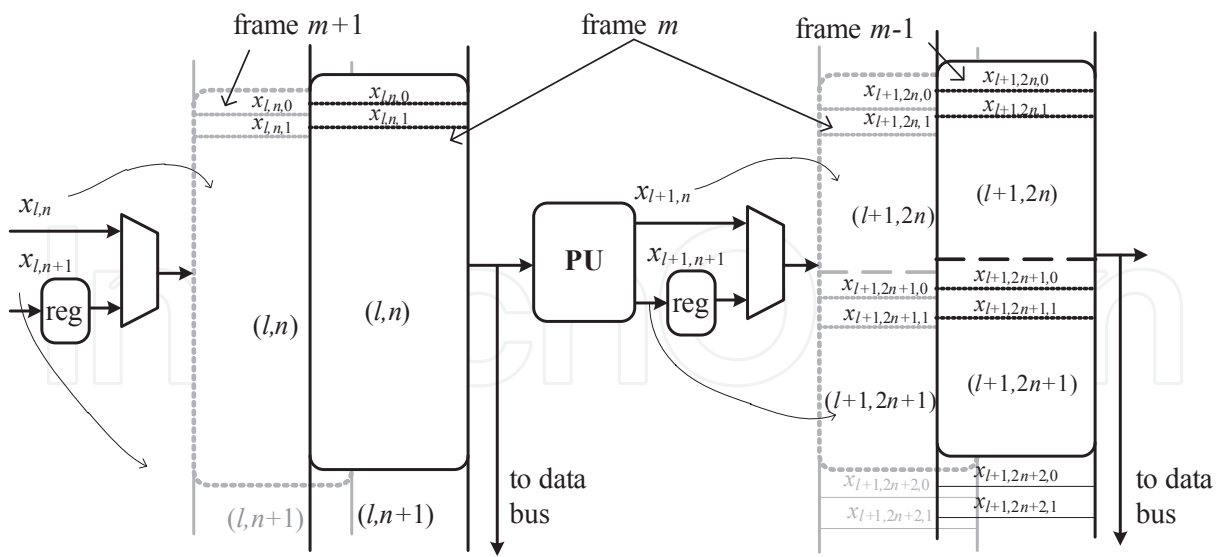 frame m+1
frame m
frame m-1
x_{l,n,0}
x_{l,n,0}
x_{l,n,1}
x_{l,n,1}
x_{l+1,2n,0}
x_{l+1,2n,0}
x_{l+1,2n,1}
x_{l+1,2n,1}
x_{l,n}
x_{l,n+1}
reg
(l,n)
(l,n)
PU
x_{l+1,n}
x_{l+1,n+1}
reg
(l+1,2n)
(l+1,2n)
x_{l+1,2n+1,0}
x_{l+1,2n+1,0}
x_{l+1,2n+1,1}
x_{l+1,2n+1,1}
(l+1,2n+1)
(l+1,2n+1)
(l,n+1)
(l,n+1)
to data
bus
x_{l+1,2n+2,0}
x_{l+1,2n+2,0}
x_{l+1,2n+2,1}
x_{l+1,2n+2,1}
to data
bus